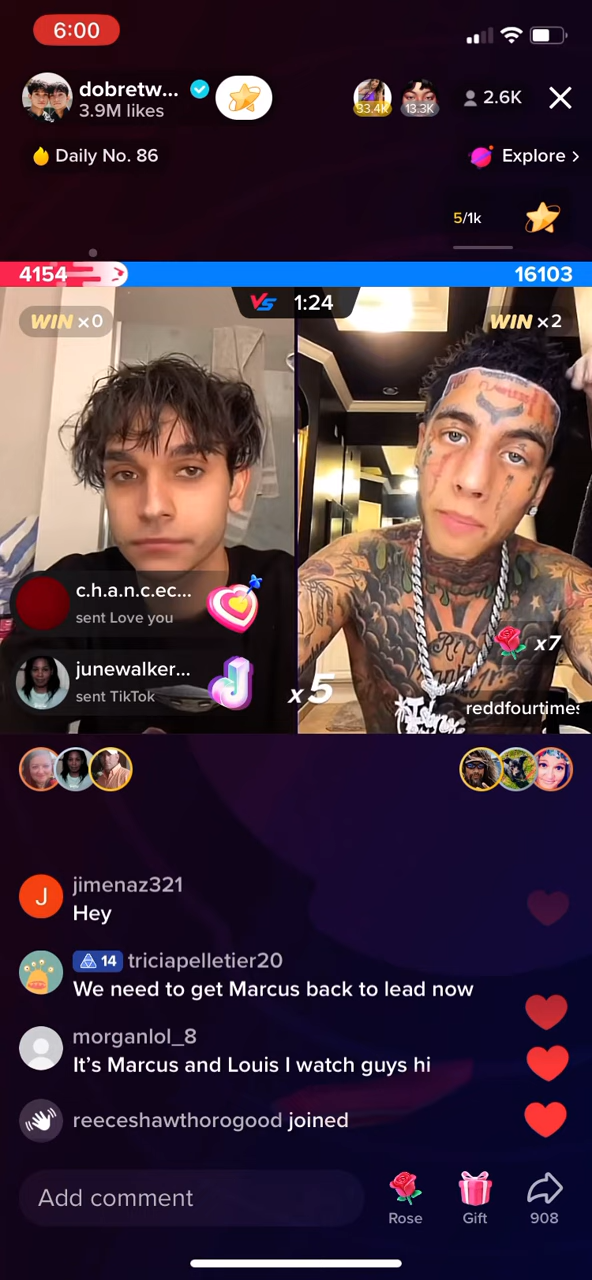 6:00
dobretw...
3.9M likes
93.4K
13.3K
2.6K
Daily No. 86
Explore >
5/1k
4154
16103
VS 1:24
WIN x0
WIN x2
c.h.a.n.c.ec...
sent Love you
junewalker...
sent TikTok
x5
x7
Rip
reddfourtimes
jimenaz321
J
Hey
14 triciapelletier20
We need to get Marcus back to lead now
morganlol_8
It's Marcus and Louis I watch guys hi
reeceshawthorogood joined
Add comment
Rose
Gift
908